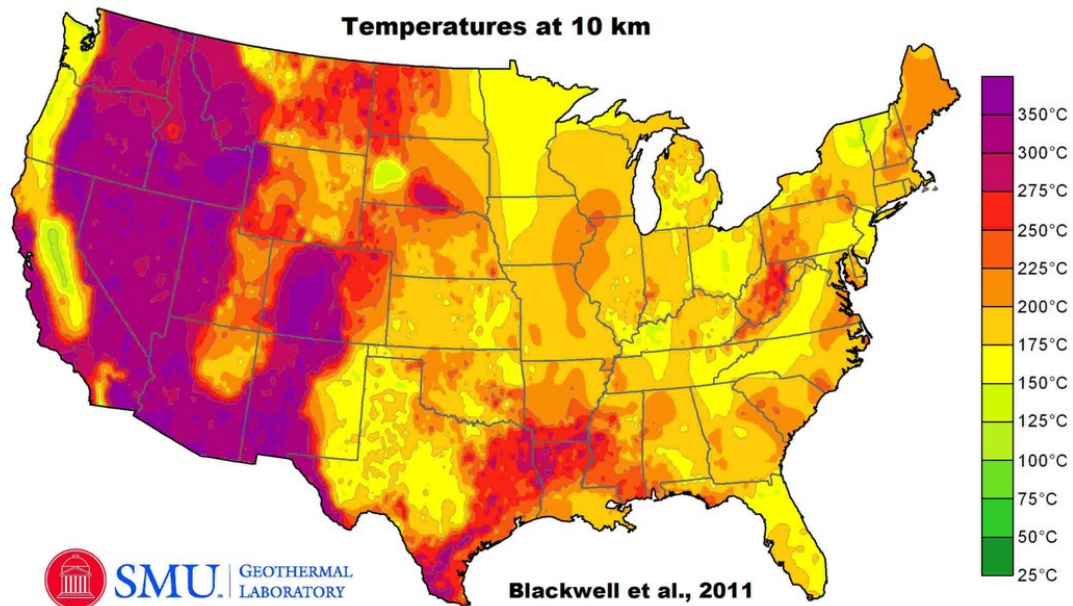 Temperatures at 10 km
350°C
300°C
275°C
250°C
225°C
200°C
175°C
150°C
125°C
100°C
75°C
50°C
25°C
SMU. GEOTHERMAL
LABORATORY
Blackwell et al., 2011